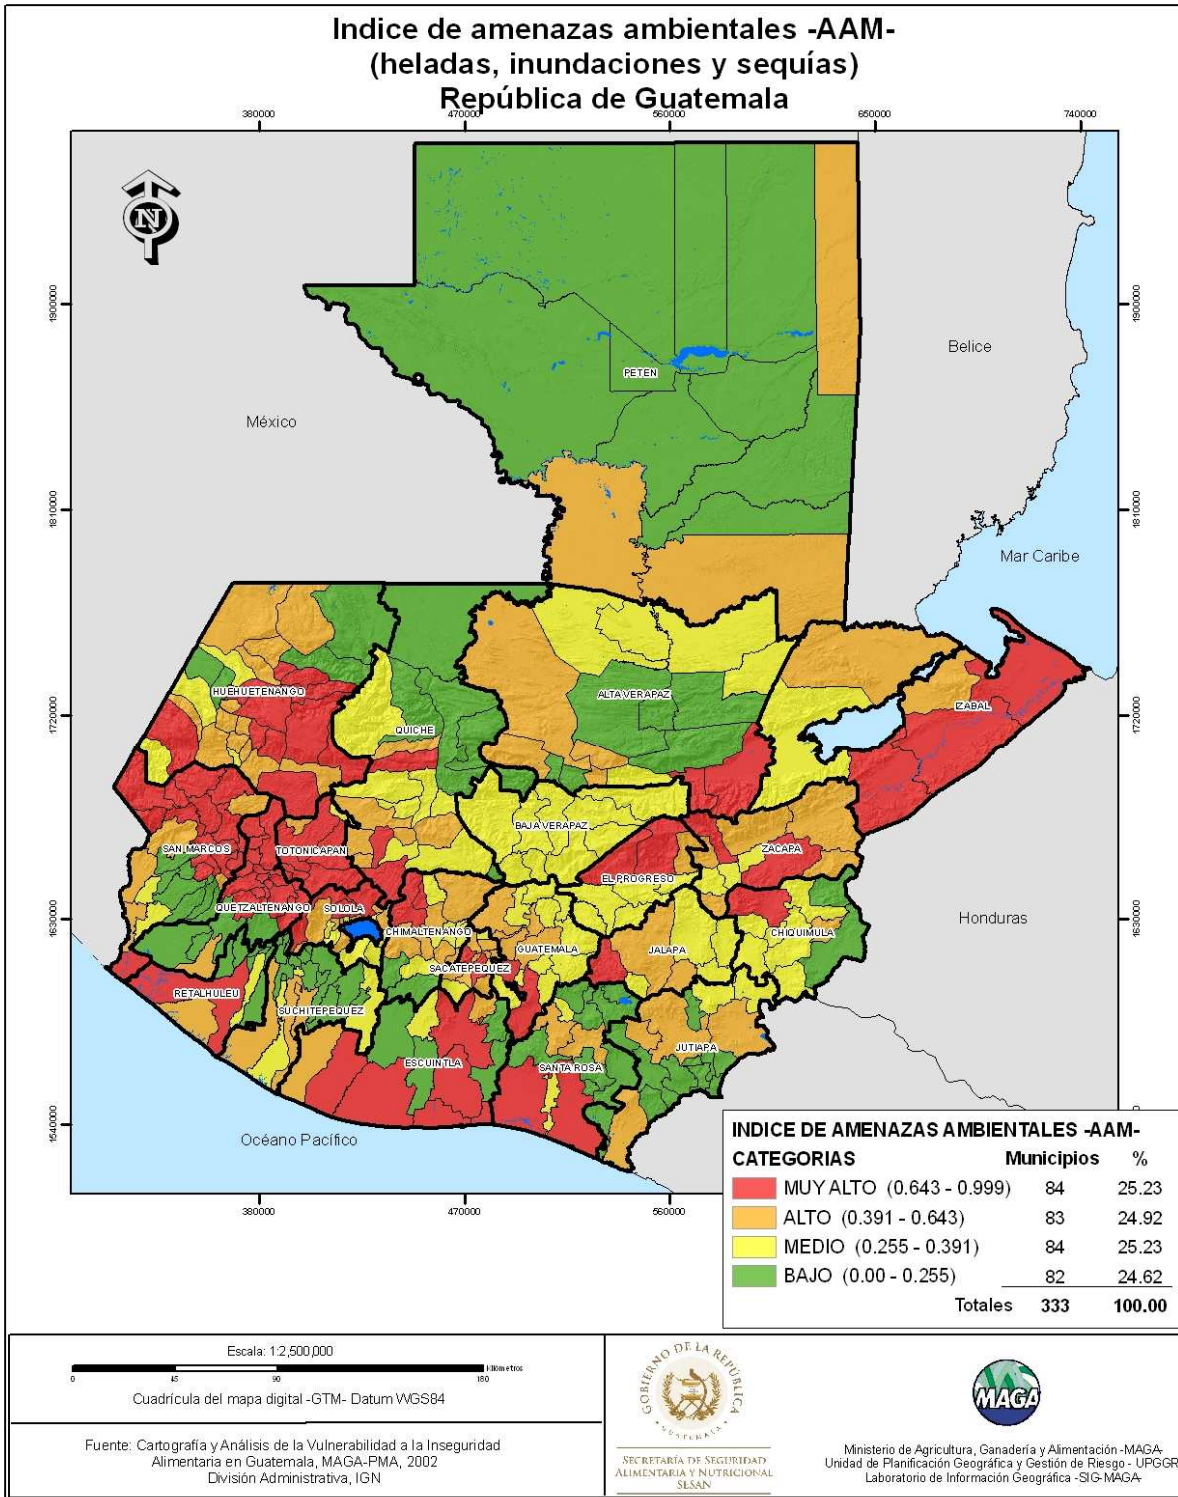 Indice de amenazas ambientales -AAM-
(heladas, inundaciones y sequías)
República de Guatemala
380000
470000
560000
650000
740000
N
1900000
1900000
Belice
PETEN
México
1810000
1810000
Mar Caribe
HUEHUETENANGO
ALTA VERAPAZ
IZABAL
1720000
1720000
QUICHE
BAJA VERAPAZ
SAN MARCOS
TOTONICAPAN
ZACAPA
EL PROGRESO
QUETZALTENANGO
SOLOLA
1630000
1630000
Honduras
CHIMALTENANGO
CHIQUIMULA
GUATEMALA
JALAPA
SACATEPEQUEZ
RETALHULEU
SUCHITEPEQUEZ
JUTIAPA
ESCUINTLA
SANTA ROSA
1540000
Océano Pacífico
380000
470000
560000
INDICE DE AMENAZAS AMBIENTALES -AAM-
CATEGORIAS Municipios %
MUY ALTO (0.643 - 0.999) 84 25.23
ALTO (0.391 - 0.643) 83 24.92
MEDIO (0.255 - 0.391) 84 25.23
BAJO (0.00 - 0.255) 82 24.62
Totales 333 100.00
Escala: 1:2,500,000
Kilómetros
0 45 90 180
Cuadrícula del mapa digital -GTM- Datum WGS84
Fuente: Cartografía y Análisis de la Vulnerabilidad a la Inseguridad
Alimentaria en Guatemala, MAGA-PMA, 2002
División Administrativa, IGN
GOBIERNO DE LA REPÚBLICA
GUATEMALA
SECRETARÍA DE SEGURIDAD
ALIMENTARIA Y NUTRICIONAL
SESAN
MAGA
Ministerio de Agricultura, Ganadería y Alimentación -MAGA-
Unidad de Planificación Geográfica y Gestión de Riesgo - UPGGR
Laboratorio de Información Geográfica -SIG-MAGA-